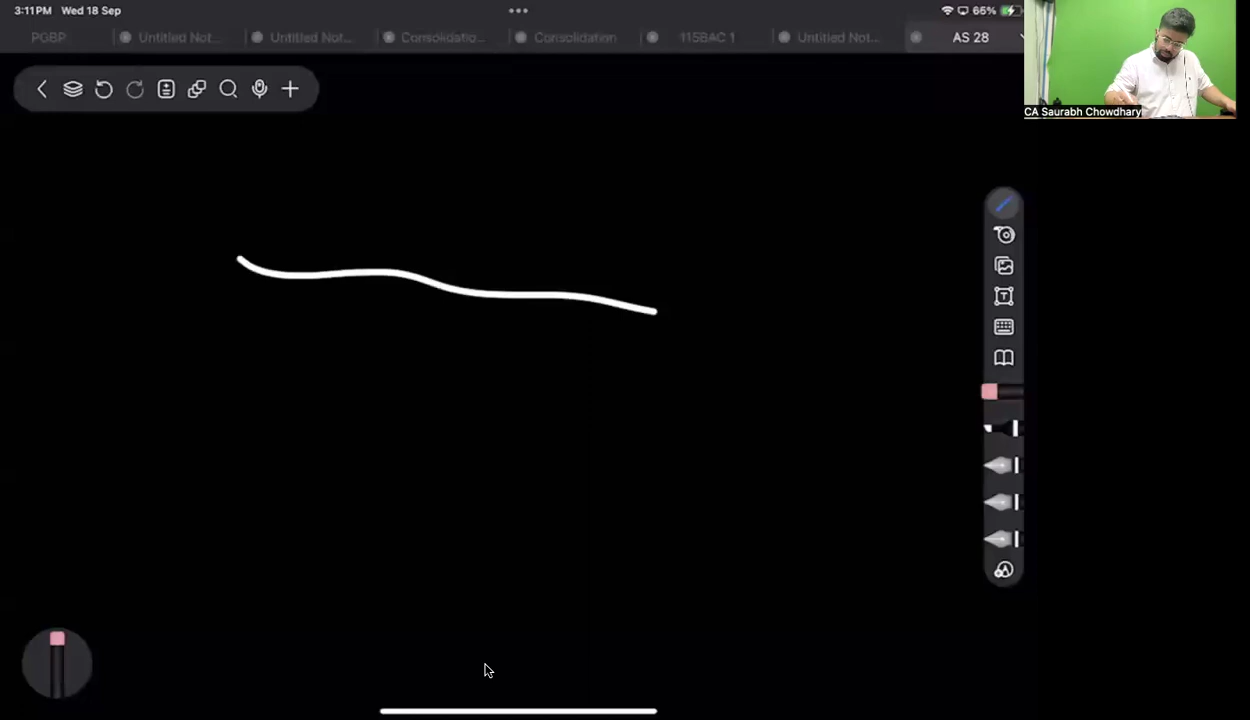 3:11PM Wed 18 Sep
66%
PGBP
Untitled Not...
Untitled Not...
Consolidatio...
Consolidation
115BAC 1
Untitled Not...
AS 28
CA Saurabh Chowdhary